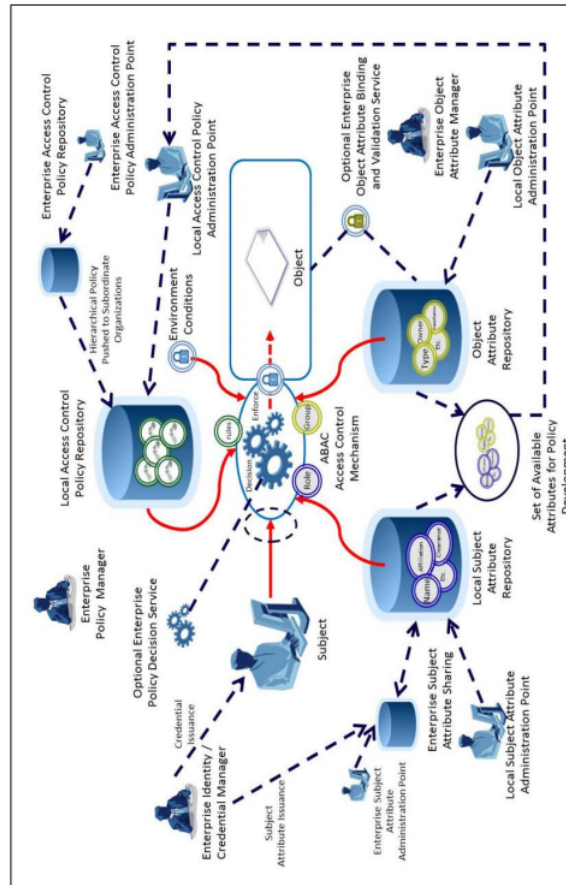 Enterprise Access Control
Policy Repository
Enterprise Access Control
Policy Administration Point
Hierarchical Policy
Pushed to Subordinate
Organizations
Local Access Control Policy
Administration Point
Enterprise
Policy Manager
Local Access Control
Policy Repository
Environment
Conditions
Optional Enterprise
Policy Decision Service
Credential
Issuance
Enterprise Identity /
Credential Manager
Subject
Attribute Issuance
Subject
rules
Decision
Enforce
Role
Group
ABAC
Access Control
Mechanism
Object
Optional Enterprise
Object Attribute Binding
and Validation Service
Enterprise Object
Attribute Manager
Enterprise Subject
Attribute
Administration Point
Enterprise Subject
Attribute Sharing
Local Subject Attribute
Administration Point
Name
Affiliation
Clearance
Etc.
Local Subject Attribute
Repository
Type
Owner
Etc.
Object
Attribute
Repository
Local Object Attribute
Administration Point
Set of Available
Attributes for Policy
Development